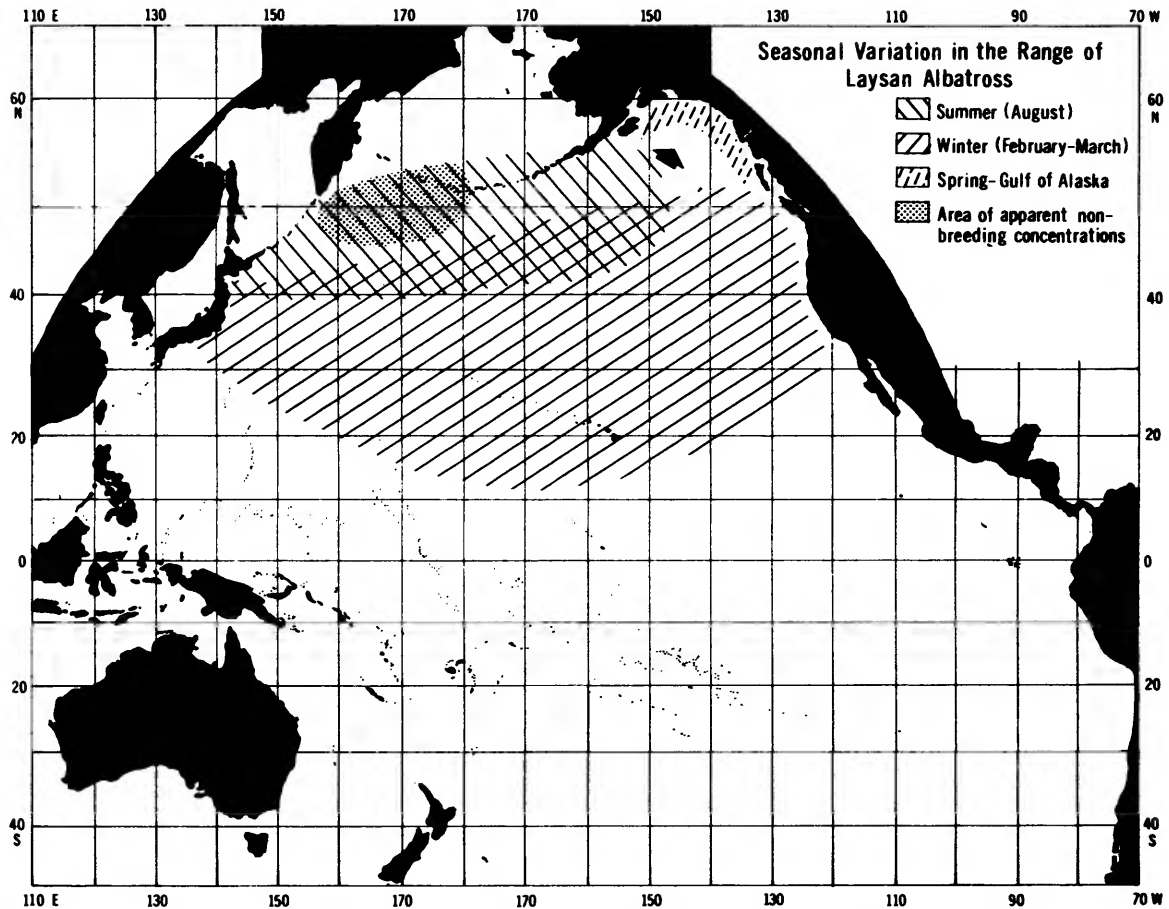 110 E 130 150 170 170 150 130 110 90 70 W
Seasonal Variation in the Range of
Laysan Albatross
Summer (August)
Winter (February-March)
Spring-Gulf of Alaska
Area of apparent non-
breeding concentrations
60
N
60
N
40
40
20
20
0
0
20
20
40
S
40
S
110 E 130 150 170 170 150 130 110 90 70 W